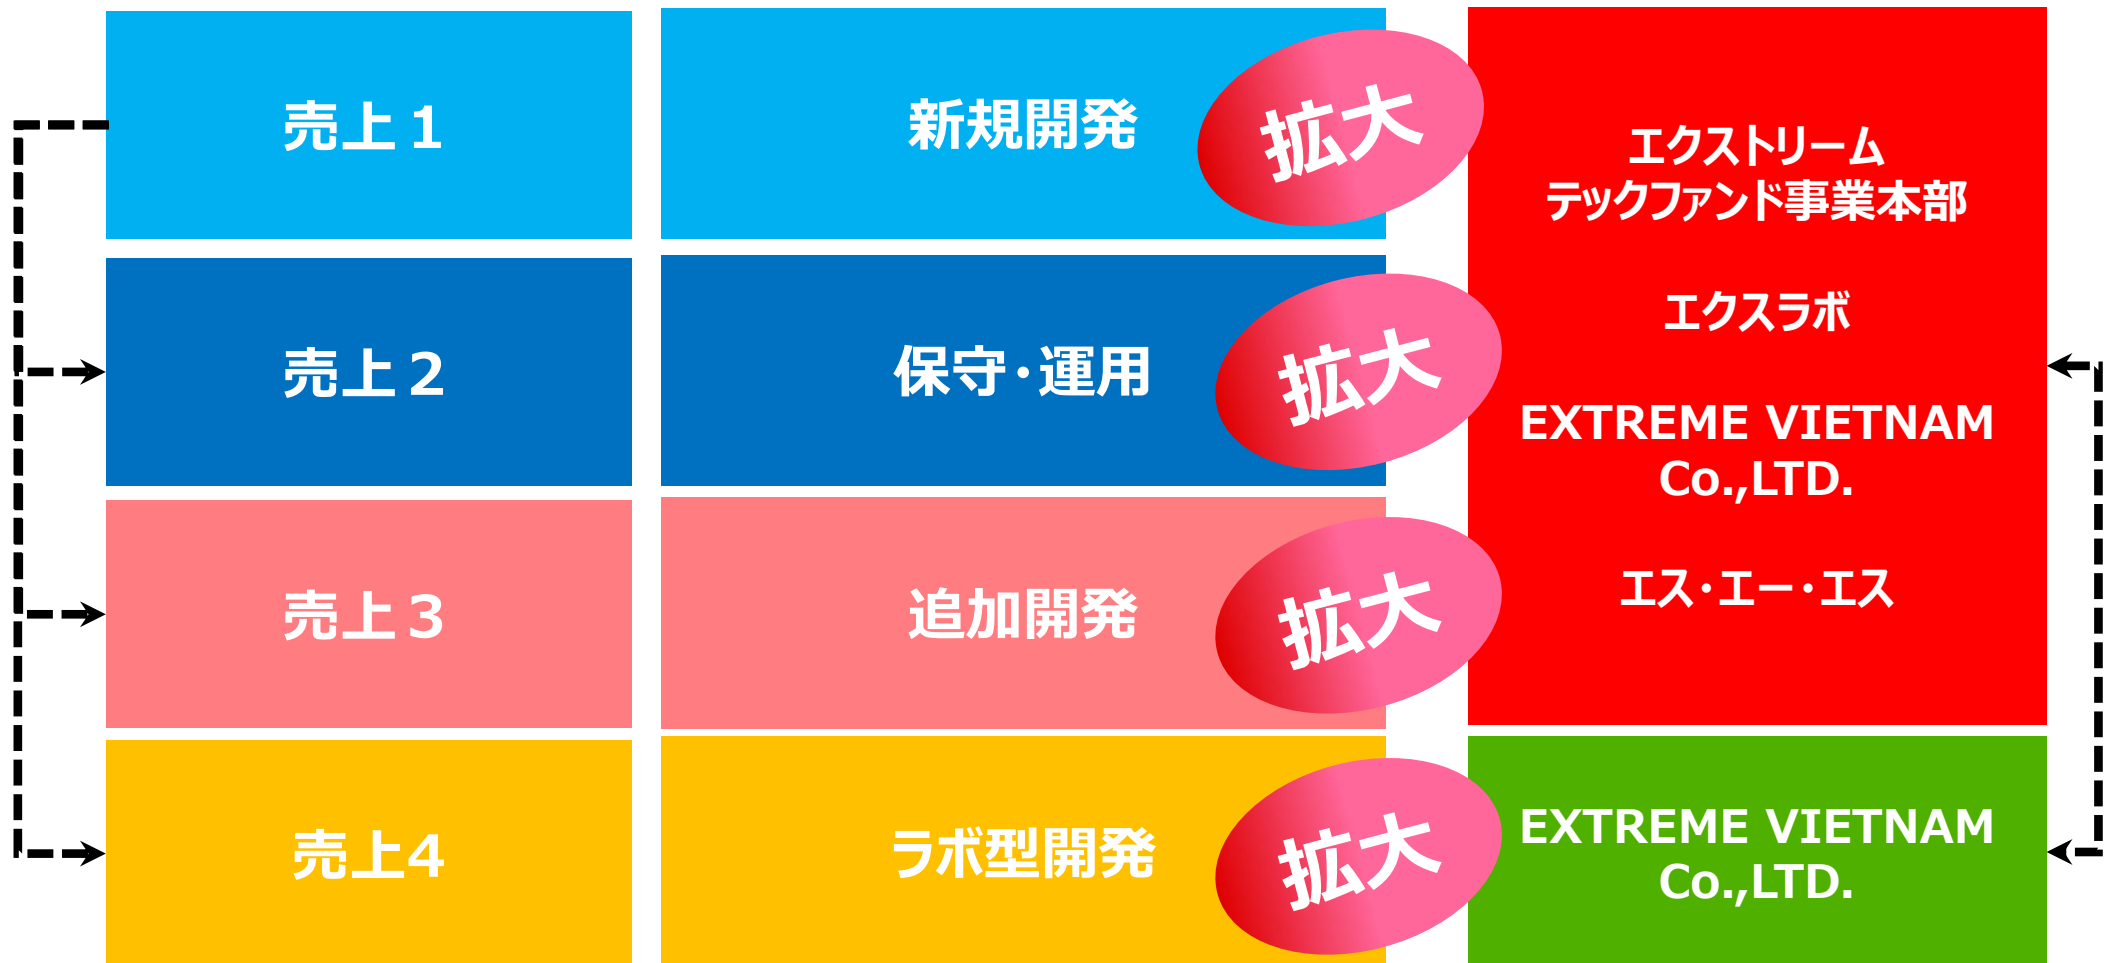 売上１
新規開発
拡大
売上２
保守・運用
拡大
売上３
追加開発
拡大
売上4
ラボ型開発
拡大
エクストリーム
テックファンド事業本部
エクスラボ
EXTREME VIETNAM
Co.,LTD.
エス・エー・エス
EXTREME VIETNAM
Co.,LTD.